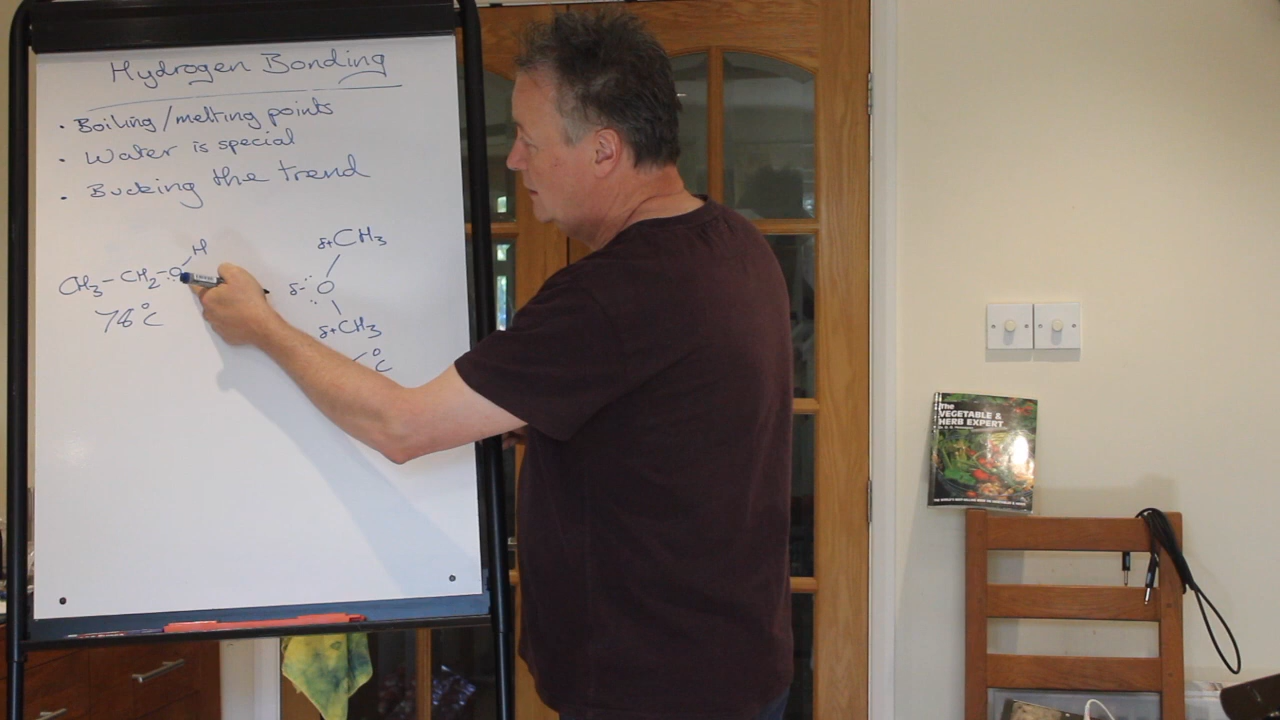 Hydrogen Bonding
· Boiling/melting points
· Water is special
· Bucking the trend
H
CH₃-CH₂-O
78°C
δ+CH₃
δ- O
δ+CH₃
°C
The
VEGETABLE &
HERB EXPERT